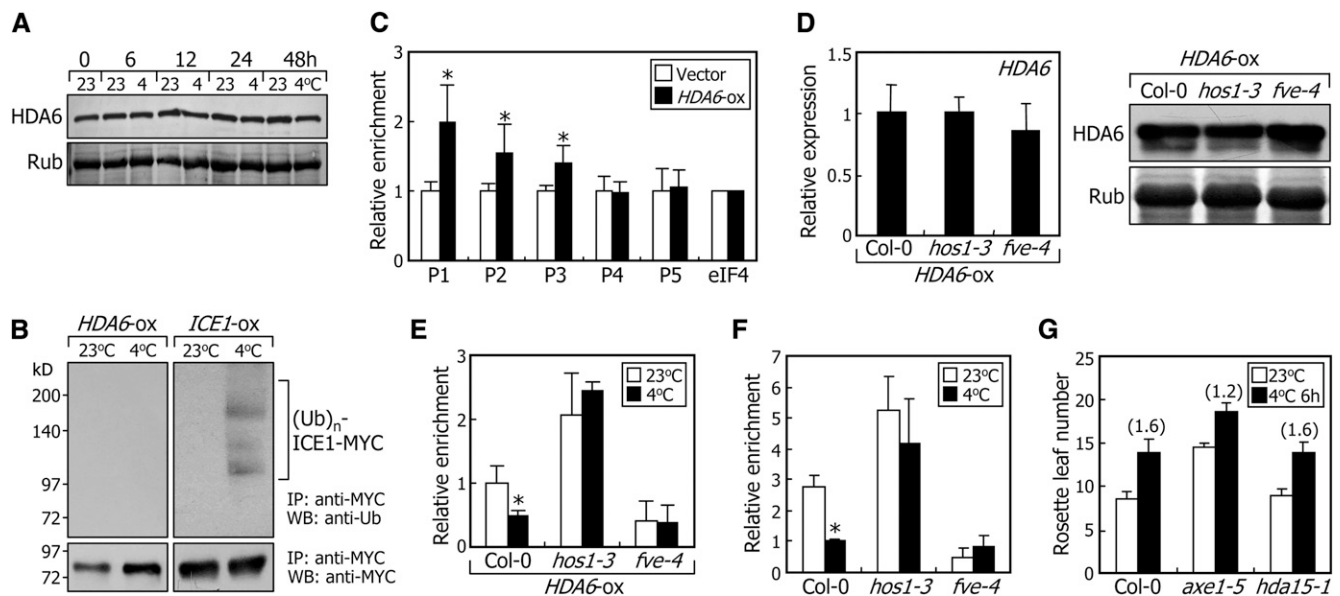 A
0 6 12 24 48h
23 4 23 4 23 4 23 4 23 4°C
HDA6
Rub
B
HDA6-ox ICE1-ox
23°C 4°C 23°C 4°C
kD
200
140
97
72
97
72
(Ub)n-
ICE1-MYC
IP: anti-MYC
WB: anti-Ub
IP: anti-MYC
WB: anti-MYC
C
Relative enrichment
3
2
1
0
Vector
HDA6-ox
* * *
P1 P2 P3 P4 P5 eIF4
D
Relative expression
1.5
1
0.5
0
HDA6
Col-0 hos1-3 fve-4
HDA6-ox
HDA6-ox
Col-0 hos1-3 fve-4
HDA6
Rub
E
Relative enrichment
3
2
1
0
23°C
4°C
*
Col-0 hos1-3 fve-4
HDA6-ox
F
Relative enrichment
7
6
5
4
3
2
1
0
23°C
4°C
*
Col-0 hos1-3 fve-4
G
Rosette leaf number
25
20
15
10
5
0
23°C
4°C 6h
(1.6) (1.2) (1.6)
Col-0 axe1-5 hda15-1